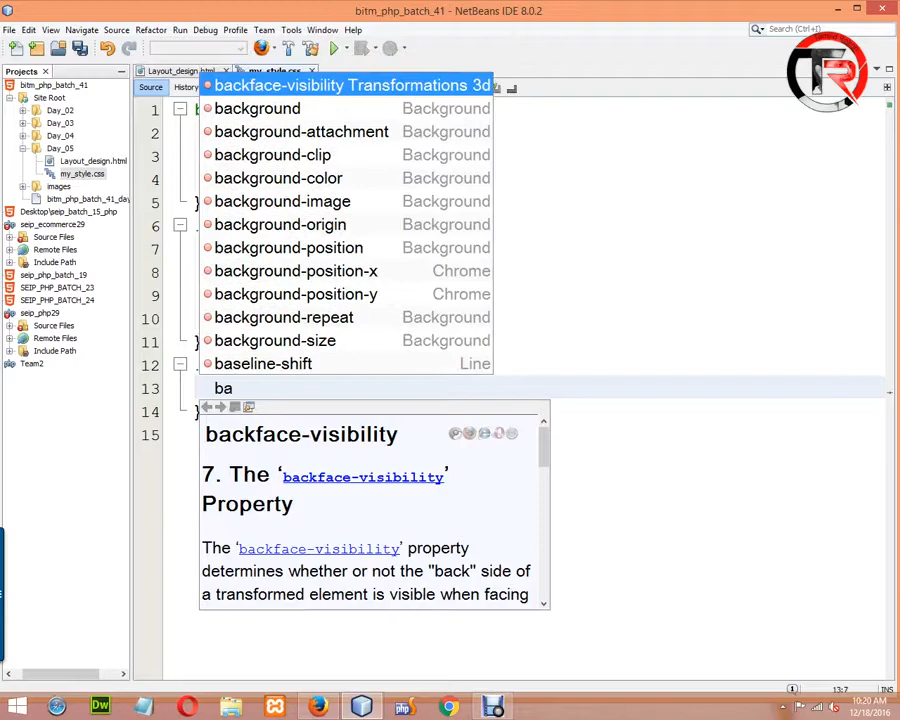 bitm_php_batch_41 - NetBeans IDE 8.0.2
File Edit View Navigate Source Refactor Run Debug Profile Team Tools Window Help
Search (Ctrl+I)
Projects
Layout_design.html
my_style.css
Source
History
bitm_php_batch_41
Site Root
Day_02
Day_03
Day_04
Day_05
Layout_design.html
my_style.css
images
bitm_php_batch_41_day
Desktop\seip_batch_15_php
seip_ecommerce29
Source Files
Remote Files
Include Path
seip_php_batch_19
SEIP_PHP_BATCH_23
SEIP_PHP_BATCH_24
seip_php29
Source Files
Remote Files
Include Path
Team2
1
2
3
4
5 }
6
7
8
9
10
11 }
12
13 ba
14 }
15
backface-visibility Transformations 3d
background Background
background-attachment Background
background-clip Background
background-color Background
background-image Background
background-origin Background
background-position Background
background-position-x Chrome
background-position-y Chrome
background-repeat Background
background-size Background
baseline-shift Line
backface-visibility
7. The ‘backface-visibility’
Property
The ‘backface-visibility’ property
determines whether or not the "back" side of
a transformed element is visible when facing
TR
1
13:7
INS
Dw
php
10:20 AM
12/18/2016